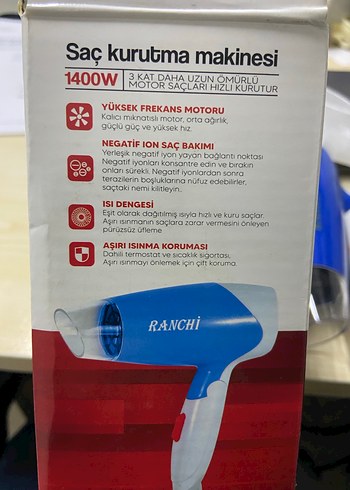 Saç kurutma makinesi
1400W
3 KAT DAHA UZUN ÖMÜRLÜ
MOTOR SAÇLARI HIZLI KURUTUR
YÜKSEK FREKANS MOTORU
Kalıcı mıknatıslı motor, orta ağırlık,
güçlü güç ve yüksek hız.
NEGATİF ION SAÇ BAKIMI
Yerleşik negatif iyon yayan bağlantı noktası
Negatif iyonları konsantre edin ve bırakın
onları sürekli. Negatif iyonlardan sonra
terazilerin boşluklarına nüfuz edebilirler,
saçtaki nemi kilitleyin.
ISI DENGESİ
Eşit olarak dağıtılmış ısıyla hızlı ve kuru saçlar.
Aşırı ısınmanın saçlara zarar vermesini önleyen
pürüzsüz üfleme
AŞIRI ISINMA KORUMASI
Dahili termostat ve sıcaklık sigortası.
Aşırı ısınmayı önlemek için çift koruma.
RANCHİ